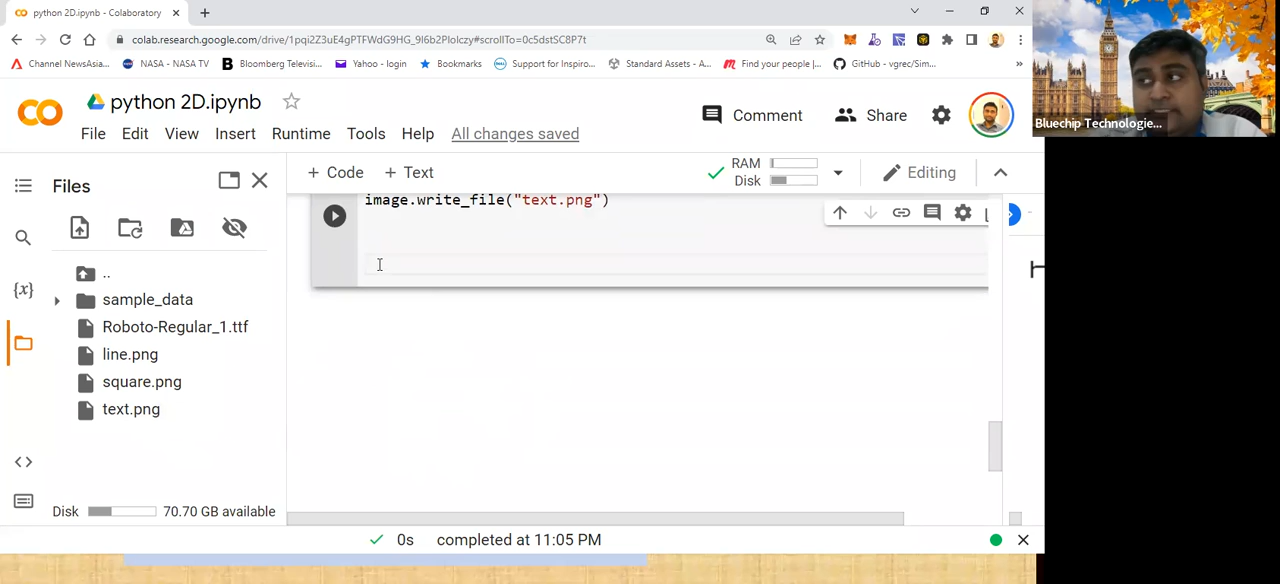 python 2D.ipynb - Colaboratory
colab.research.google.com/drive/1pqi2Z3uE4gPTFWdG9HG_9l6b2PIolczy#scrollTo=0c5dstSC8P7t
Channel NewsAsia...
NASA - NASA TV
Bloomberg Televisi...
Yahoo - login
Bookmarks
Support for Inspiro...
Standard Assets - A...
Find your people |...
GitHub - vgrec/Sim...
Bluechip Technologie...
python 2D.ipynb
File Edit View Insert Runtime Tools Help All changes saved
Comment
Share
Files
+ Code + Text
RAM
Disk
Editing
image.write_file("text.png")
{x}
..
sample_data
Roboto-Regular_1.ttf
line.png
square.png
text.png
Disk 70.70 GB available
0s completed at 11:05 PM